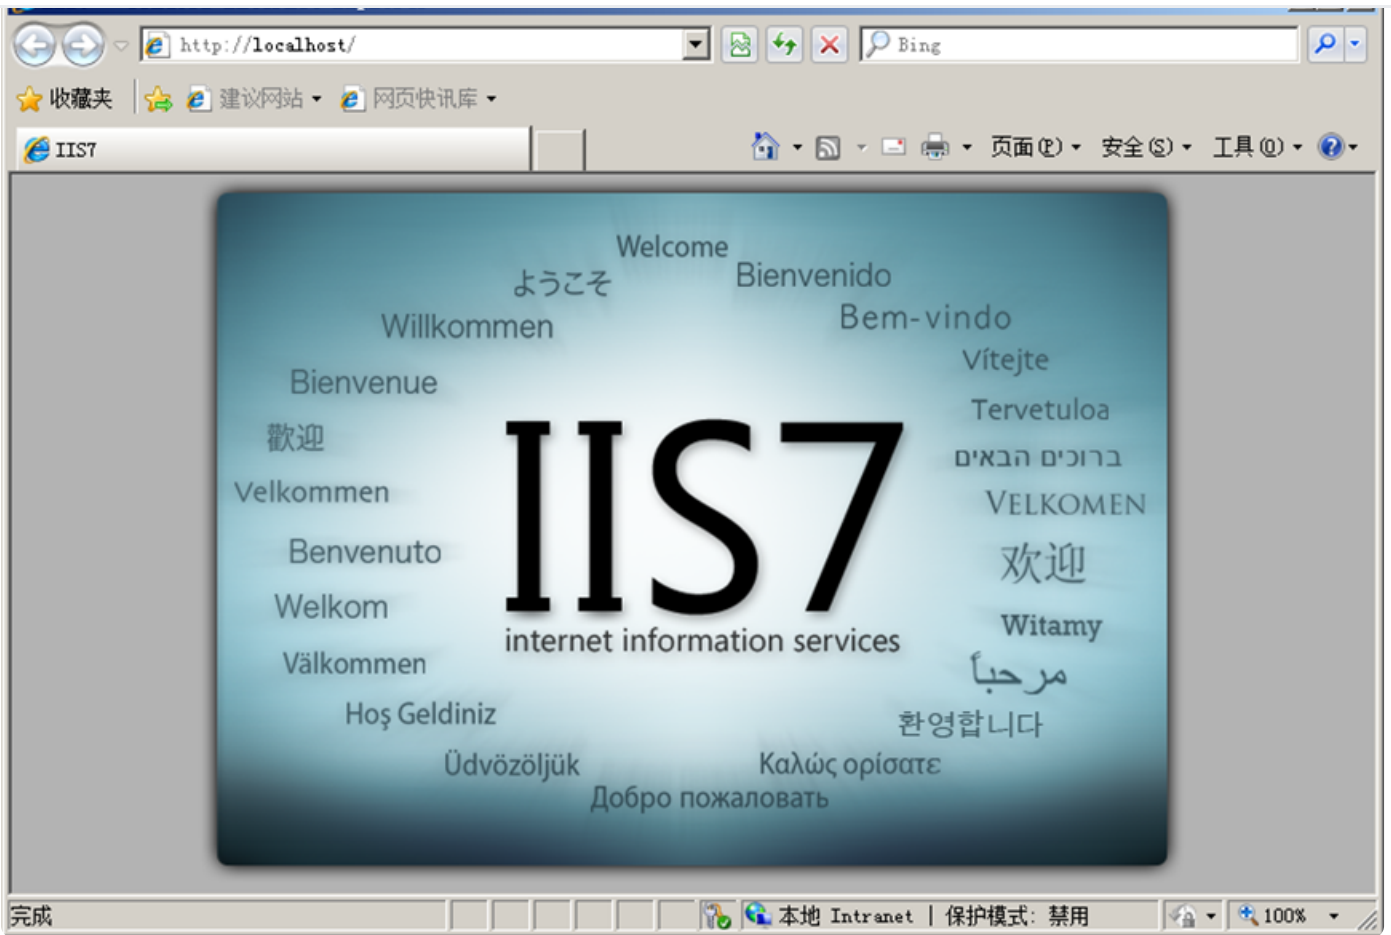 http://localhost/
Bing
收藏夹
建议网站
网页快讯库
IIS7
页面(P)
安全(S)
工具(O)
Welcome
ようこそ
Bienvenido
Willkommen
Bem-vindo
Vítejte
Bienvenue
Tervetuloa
歡迎
ברוכים הבאים
Velkommen
VELKOMEN
IIS7
internet information services
Benvenuto
欢迎
Welkom
Witamy
Välkommen
مرحباً
Hoş Geldiniz
환영합니다
Üdvözöljük
Καλώς ορίσατε
Добро пожаловать
完成
本地 Intranet | 保护模式: 禁用
100%